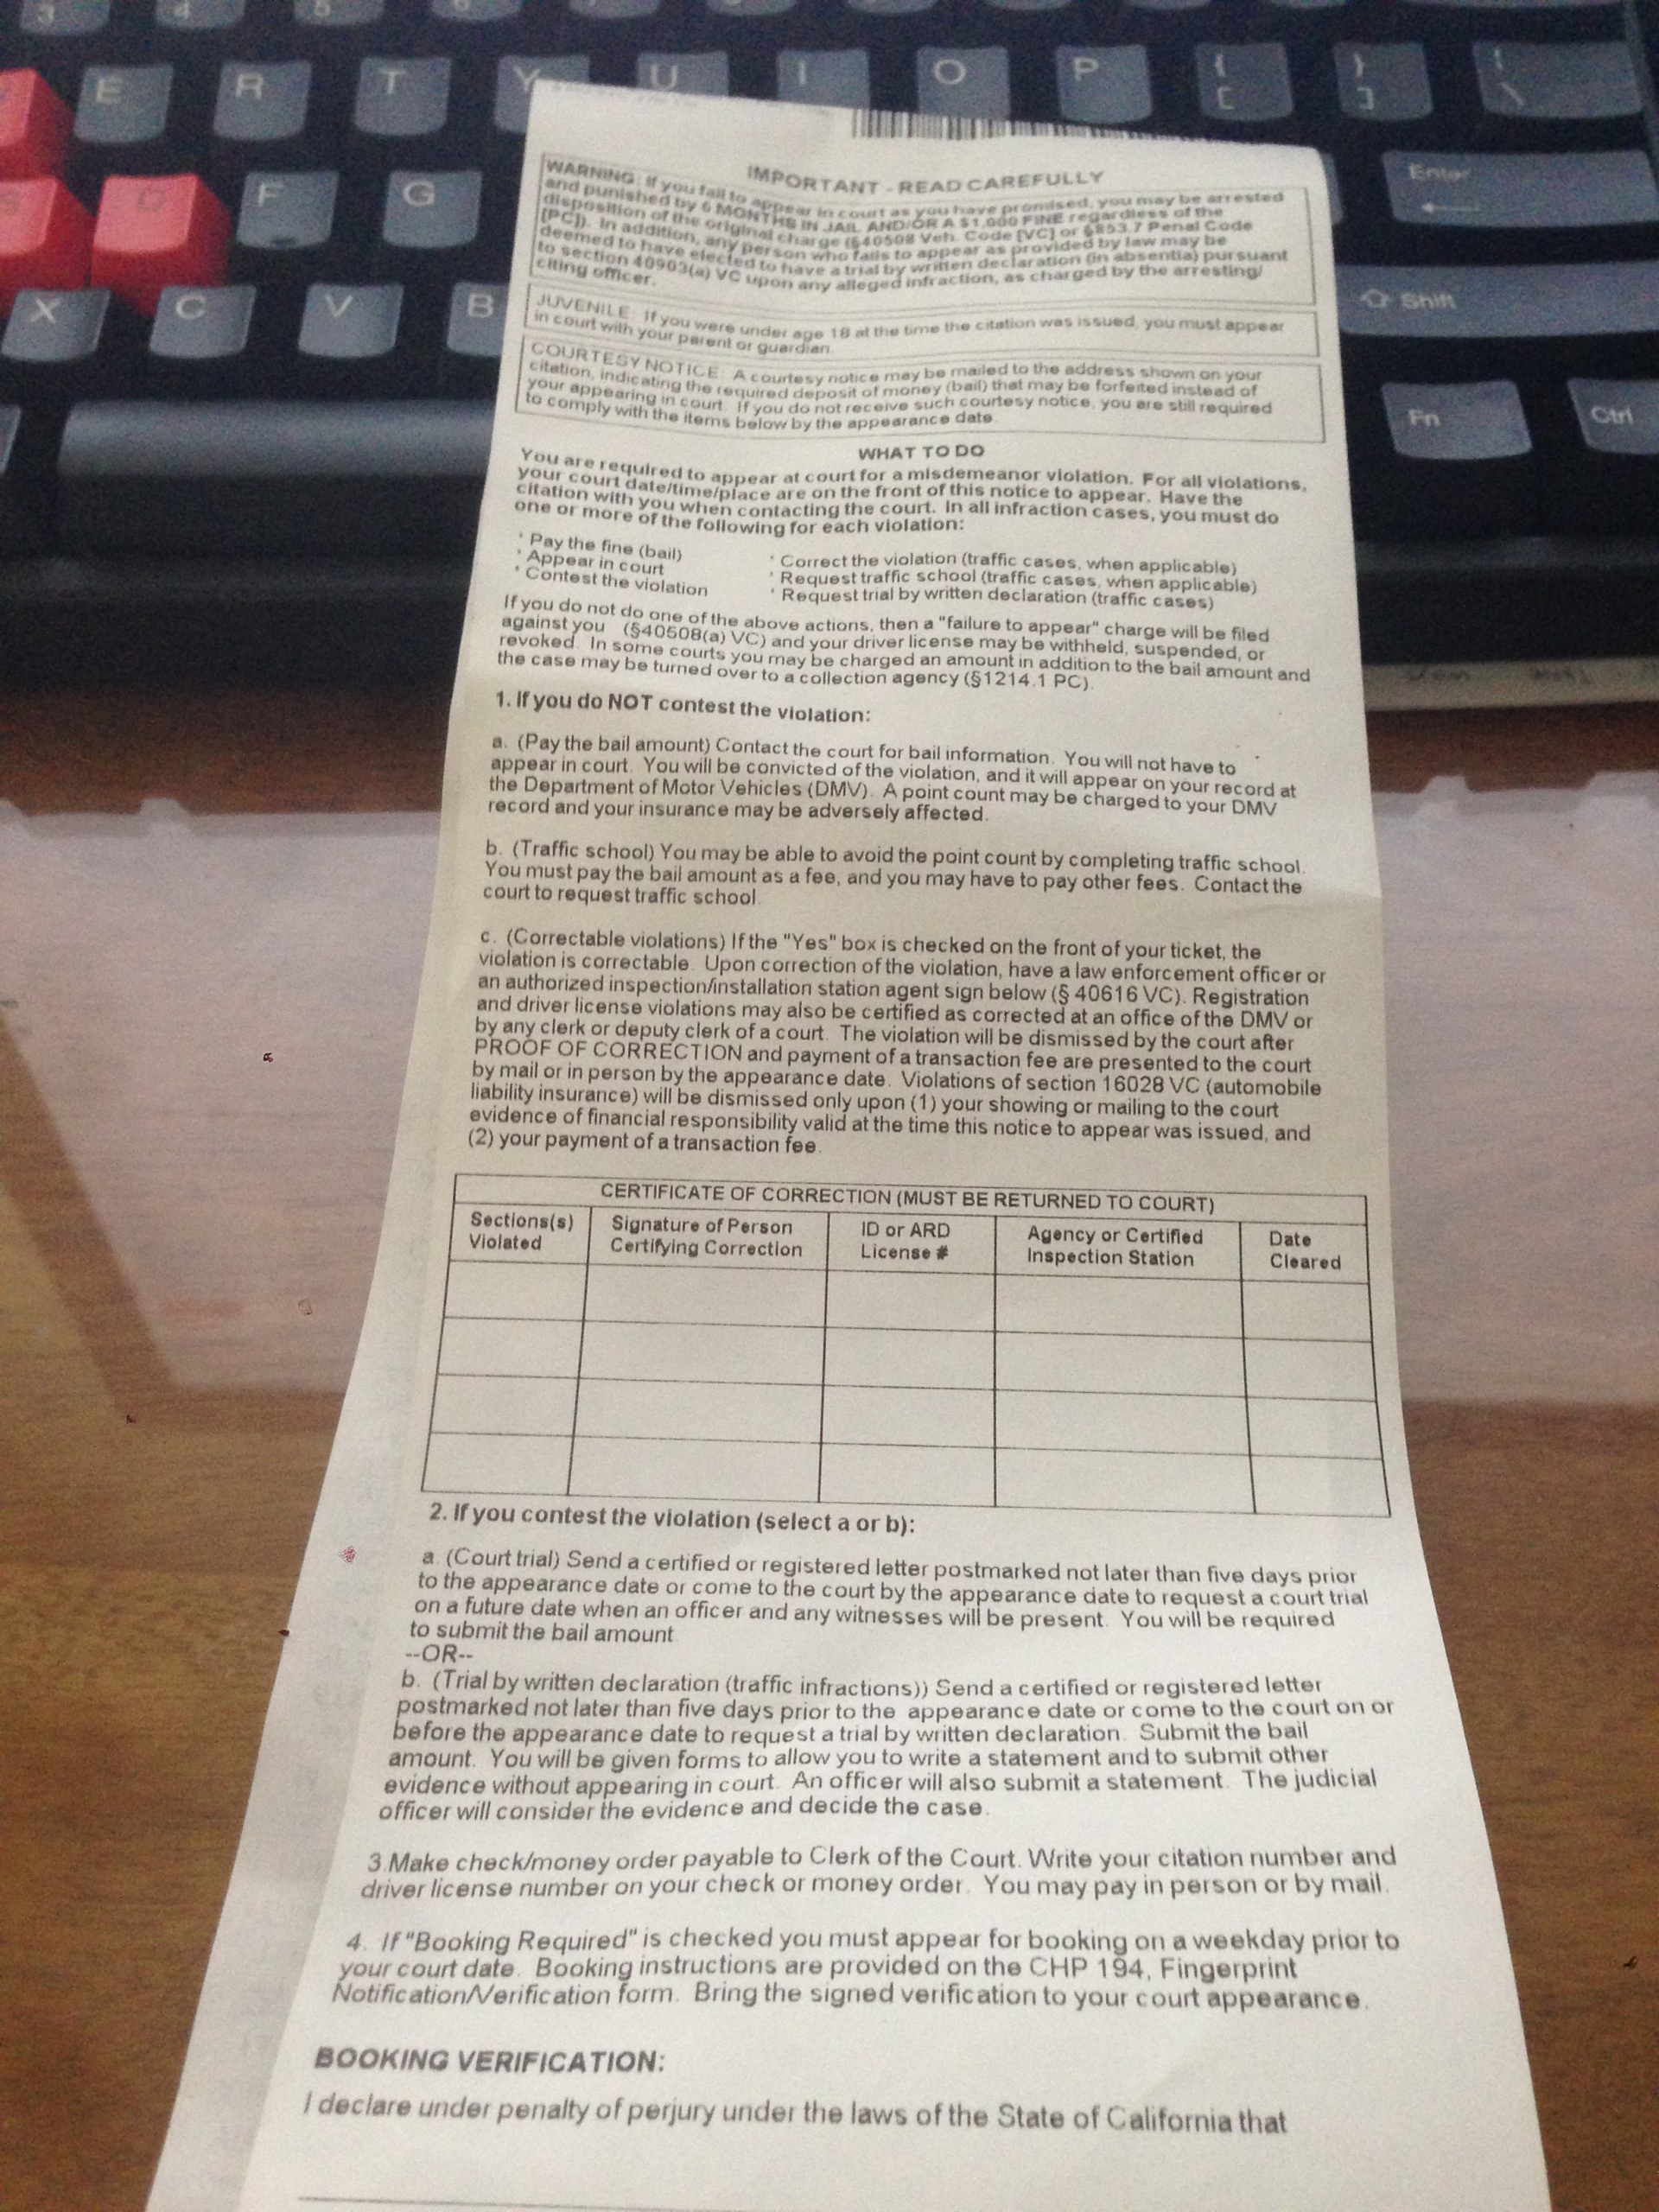 3 4 5 6
E R T Y U I O P { [ } ] | \
D F G Enter
X C V B Shift
Fn Ctrl
IMPORTANT - READ CAREFULLY
WARNING: If you fail to appear in court as you have promised, you may be arrested
and punished by 6 MONTHS IN JAIL AND/OR A $1,000 FINE regardless of the
disposition of the original charge (§40508 Veh. Code [VC] or §853.7 Penal Code
[PC]). In addition, any person who fails to appear as provided by law may be
deemed to have elected to have a trial by written declaration (in absentia) pursuant
to section 40903(a) VC upon any alleged infraction, as charged by the arresting/
citing officer.
JUVENILE: If you were under age 18 at the time the citation was issued, you must appear
in court with your parent or guardian.
COURTESY NOTICE: A courtesy notice may be mailed to the address shown on your
citation, indicating the required deposit of money (bail) that may be forfeited instead of
your appearing in court. If you do not receive such courtesy notice, you are still required
to comply with the items below by the appearance date.
WHAT TO DO
You are required to appear at court for a misdemeanor violation. For all violations,
your court date/time/place are on the front of this notice to appear. Have the
citation with you when contacting the court. In all infraction cases, you must do
one or more of the following for each violation:
* Pay the fine (bail) * Correct the violation (traffic cases, when applicable)
* Appear in court * Request traffic school (traffic cases, when applicable)
* Contest the violation * Request trial by written declaration (traffic cases)
If you do not do one of the above actions, then a "failure to appear" charge will be filed
against you (§40508(a) VC) and your driver license may be withheld, suspended, or
revoked. In some courts you may be charged an amount in addition to the bail amount and
the case may be turned over to a collection agency (§1214.1 PC).
1. If you do NOT contest the violation:
a. (Pay the bail amount) Contact the court for bail information. You will not have to
appear in court. You will be convicted of the violation, and it will appear on your record at
the Department of Motor Vehicles (DMV). A point count may be charged to your DMV
record and your insurance may be adversely affected.
b. (Traffic school) You may be able to avoid the point count by completing traffic school.
You must pay the bail amount as a fee, and you may have to pay other fees. Contact the
court to request traffic school.
c. (Correctable violations) If the "Yes" box is checked on the front of your ticket, the
violation is correctable. Upon correction of the violation, have a law enforcement officer or
an authorized inspection/installation station agent sign below (§ 40616 VC). Registration
and driver license violations may also be certified as corrected at an office of the DMV or
by any clerk or deputy clerk of a court. The violation will be dismissed by the court after
PROOF OF CORRECTION and payment of a transaction fee are presented to the court
by mail or in person by the appearance date. Violations of section 16028 VC (automobile
liability insurance) will be dismissed only upon (1) your showing or mailing to the court
evidence of financial responsibility valid at the time this notice to appear was issued, and
(2) your payment of a transaction fee.
CERTIFICATE OF CORRECTION (MUST BE RETURNED TO COURT)
Sections(s) Signature of Person ID or ARD Agency or Certified Date
Violated Certifying Correction License # Inspection Station Cleared
2. If you contest the violation (select a or b):
a. (Court trial) Send a certified or registered letter postmarked not later than five days prior
to the appearance date or come to the court by the appearance date to request a court trial
on a future date when an officer and any witnesses will be present. You will be required
to submit the bail amount.
--OR--
b. (Trial by written declaration (traffic infractions)) Send a certified or registered letter
postmarked not later than five days prior to the appearance date or come to the court on or
before the appearance date to request a trial by written declaration. Submit the bail
amount. You will be given forms to allow you to write a statement and to submit other
evidence without appearing in court. An officer will also submit a statement. The judicial
officer will consider the evidence and decide the case.
3.Make check/money order payable to Clerk of the Court. Write your citation number and
driver license number on your check or money order. You may pay in person or by mail.
4. If "Booking Required" is checked you must appear for booking on a weekday prior to
your court date. Booking instructions are provided on the CHP 194, Fingerprint
Notification/Verification form. Bring the signed verification to your court appearance.
BOOKING VERIFICATION:
I declare under penalty of perjury under the laws of the State of California that